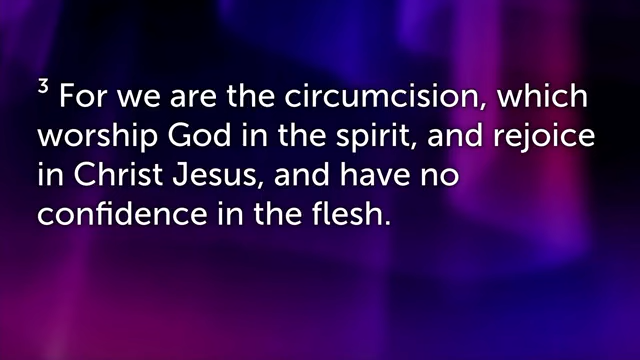 ³ For we are the circumcision, which
worship God in the spirit, and rejoice
in Christ Jesus, and have no
confidence in the flesh.